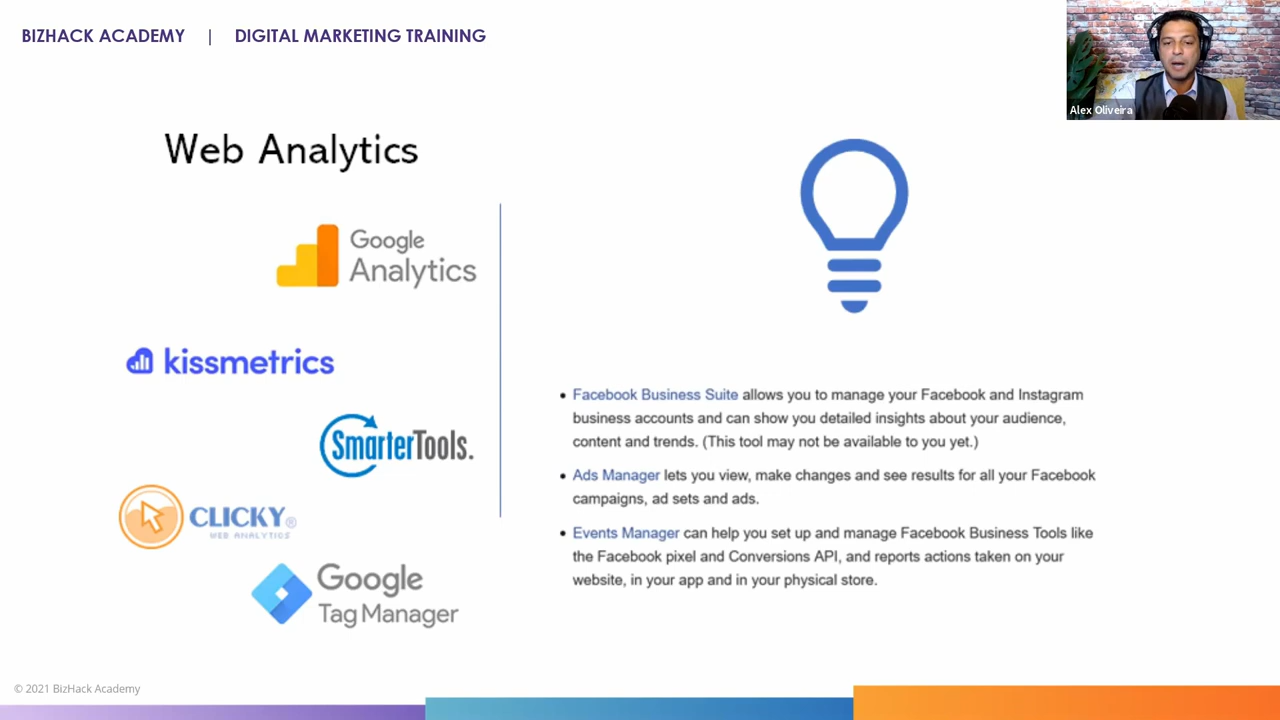 BIZHACK ACADEMY | DIGITAL MARKETING TRAINING
Alex Oliveira
Web Analytics
Google
Analytics
kissmetrics
SmarterTools.
CLICKY®
WEB ANALYTICS
Google
Tag Manager
• Facebook Business Suite allows you to manage your Facebook and Instagram
business accounts and can show you detailed insights about your audience,
content and trends. (This tool may not be available to you yet.)
• Ads Manager lets you view, make changes and see results for all your Facebook
campaigns, ad sets and ads.
• Events Manager can help you set up and manage Facebook Business Tools like
the Facebook pixel and Conversions API, and reports actions taken on your
website, in your app and in your physical store.
© 2021 BizHack Academy